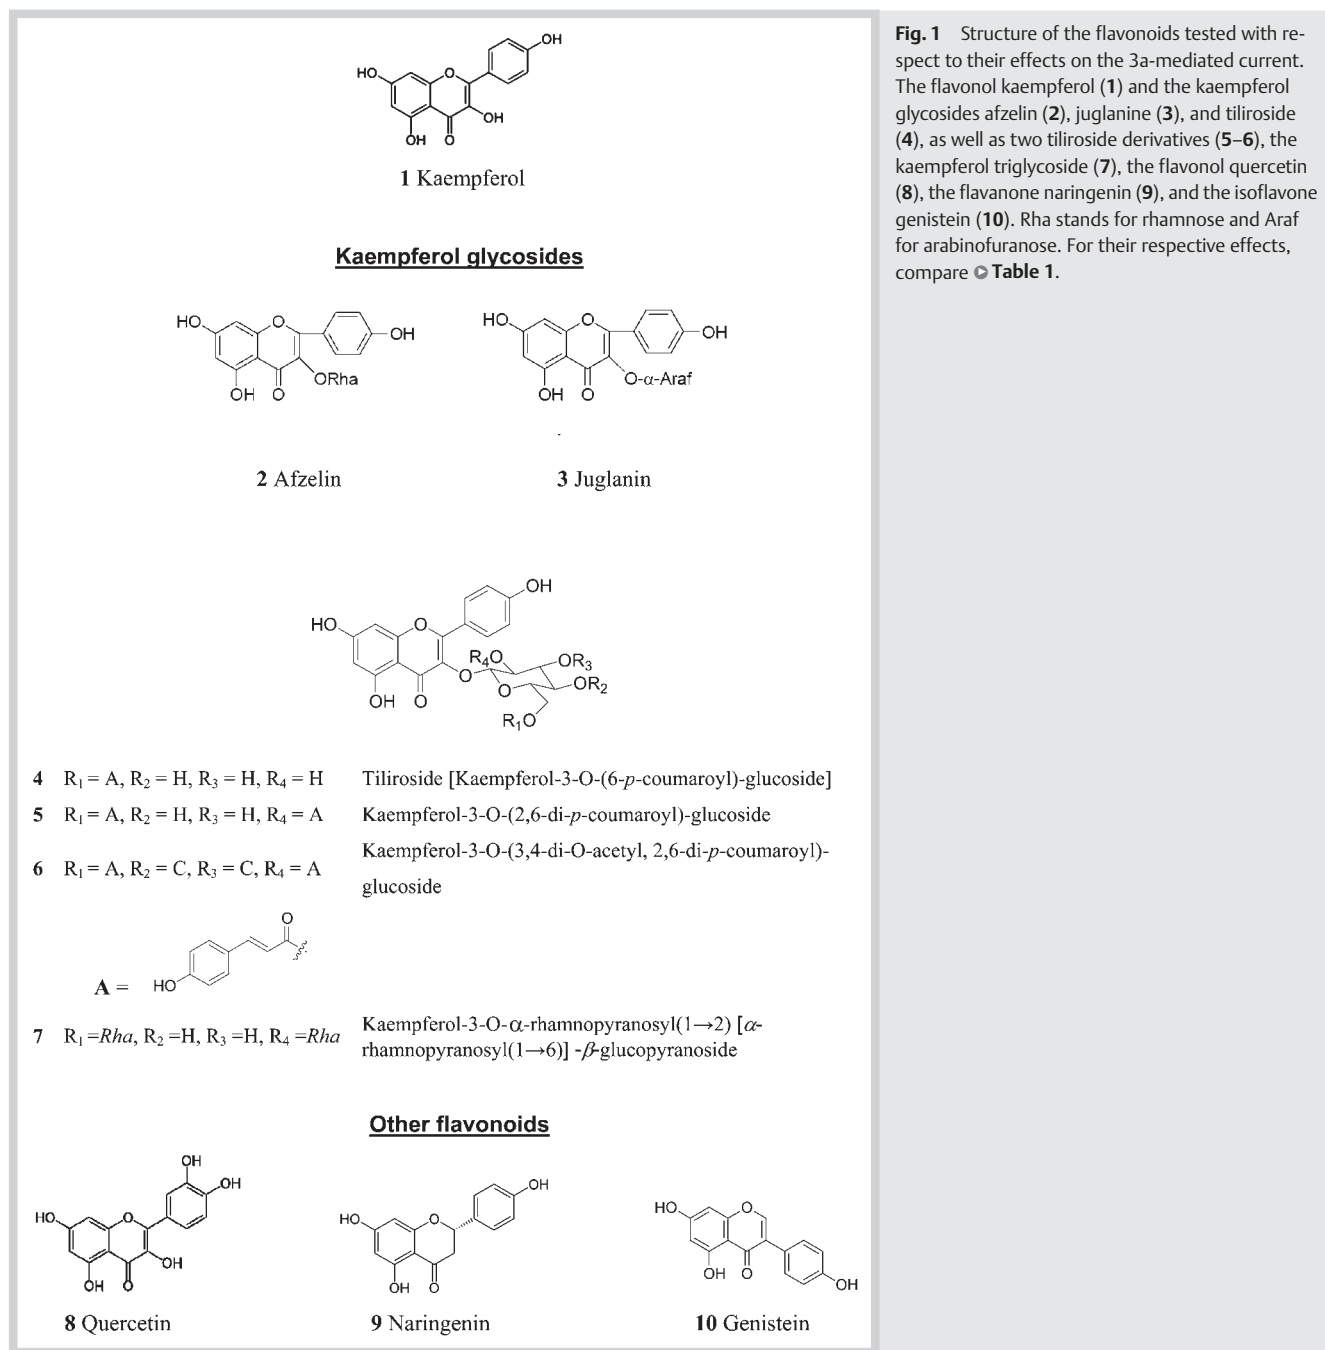 OH
HO
O
OH
OH
O
1 Kaempferol
Kaempferol glycosides
HO
O
OH
ORha
OH
O
HO
O
OH
O-α-Araf
OH
O
2 Afzelin
3 Juglanin
OH
HO
O
R4O
OR3
O
OR2
O
OH
O
R1O
4 R1 = A, R2 = H, R3 = H, R4 = H Tiliroside [Kaempferol-3-O-(6-p-coumaroyl)-glucoside]
5 R1 = A, R2 = H, R3 = H, R4 = A Kaempferol-3-O-(2,6-di-p-coumaroyl)-glucoside
6 R1 = A, R2 = C, R3 = C, R4 = A Kaempferol-3-O-(3,4-di-O-acetyl, 2,6-di-p-coumaroyl)-
glucoside
O
A = HO
7 R1 =Rha, R2 =H, R3 =H, R4 =Rha Kaempferol-3-O-α-rhamnopyranosyl(1→2) [α-
rhamnopyranosyl(1→6)] -β-glucopyranoside
Other flavonoids
OH
OH
HO
O
OH
OH
O
OH
HO
O
OH
O
HO
O
OH
O
OH
8 Quercetin
9 Naringenin
10 Genistein
Fig. 1 Structure of the flavonoids tested with re-
spect to their effects on the 3a-mediated current.
The flavonol kaempferol (1) and the kaempferol
glycosides afzelin (2), juglanine (3), and tiliroside
(4), as well as two tiliroside derivatives (5–6), the
kaempferol triglycoside (7), the flavonol quercetin
(8), the flavanone naringenin (9), and the isoflavone
genistein (10). Rha stands for rhamnose and Araf
for arabinofuranose. For their respective effects,
compare Table 1.